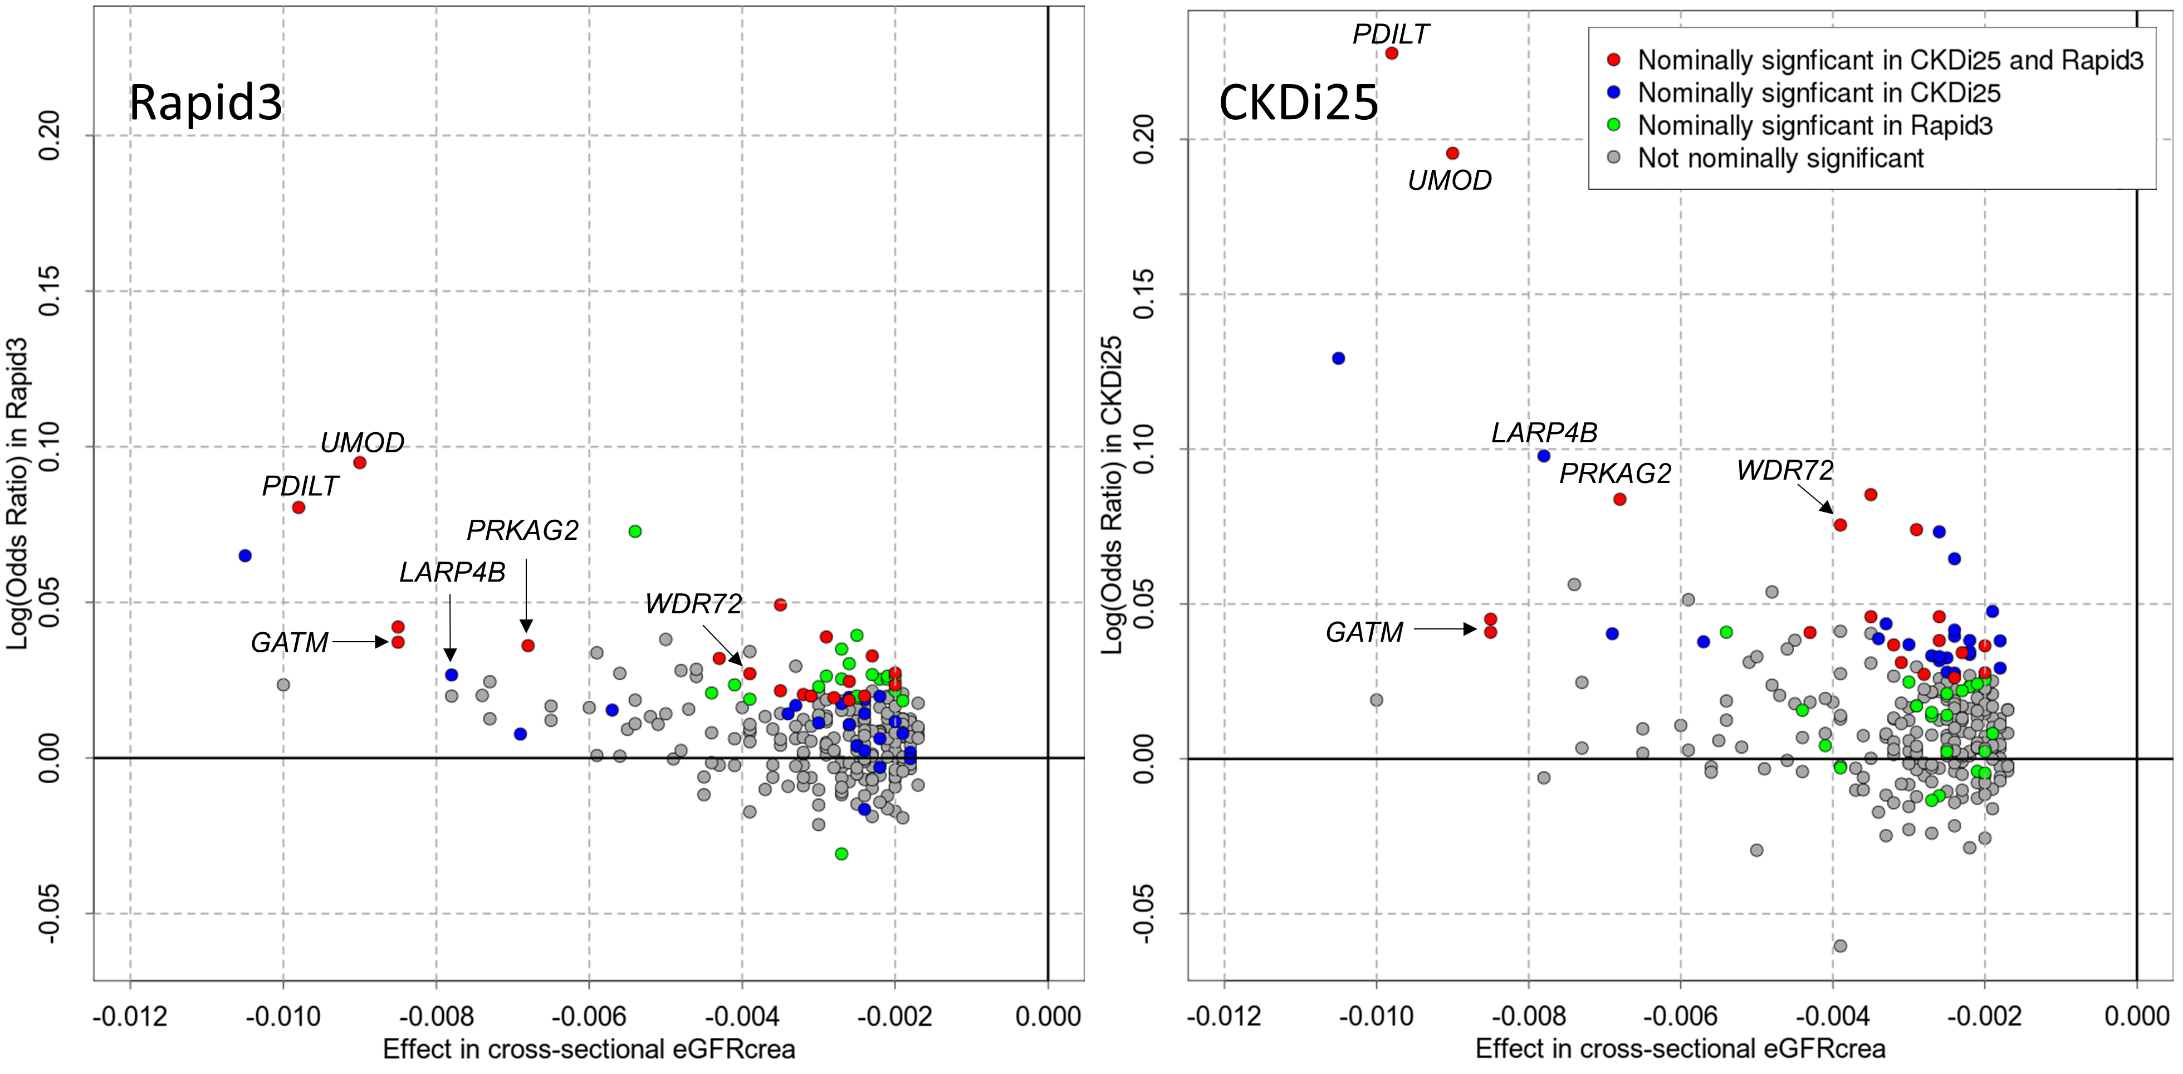 Rapid3
UMOD
PDILT
PRKAG2
LARP4B
GATM
WDR72
Log(Odds Ratio) in Rapid3
0.20
0.15
0.10
0.05
0.00
-0.05
-0.012 -0.010 -0.008 -0.006 -0.004 -0.002 0.000
Effect in cross-sectional eGFRcrea
CKDi25
PDILT
UMOD
Nominally signficant in CKDi25 and Rapid3
Nominally signficant in CKDi25
Nominally signficant in Rapid3
Not nominally significant
LARP4B
PRKAG2
WDR72
GATM
Log(Odds Ratio) in CKDi25
0.20
0.15
0.10
0.05
0.00
-0.05
-0.012 -0.010 -0.008 -0.006 -0.004 -0.002 0.000
Effect in cross-sectional eGFRcrea